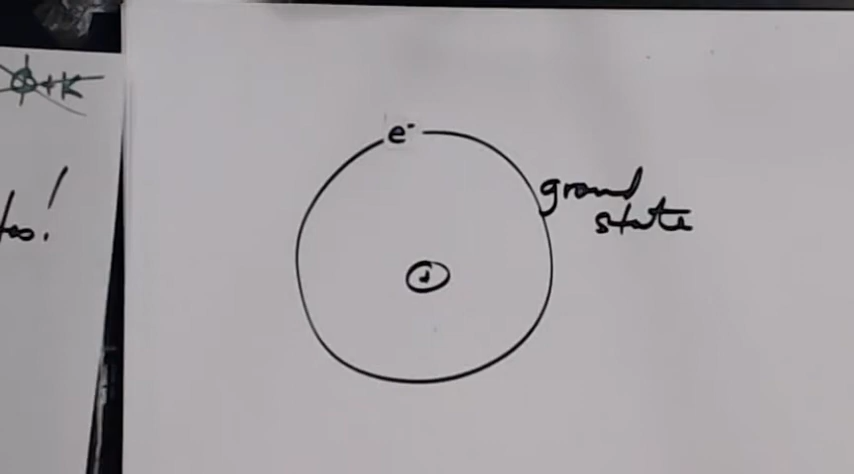 Φ+K
e-
ground
state
+